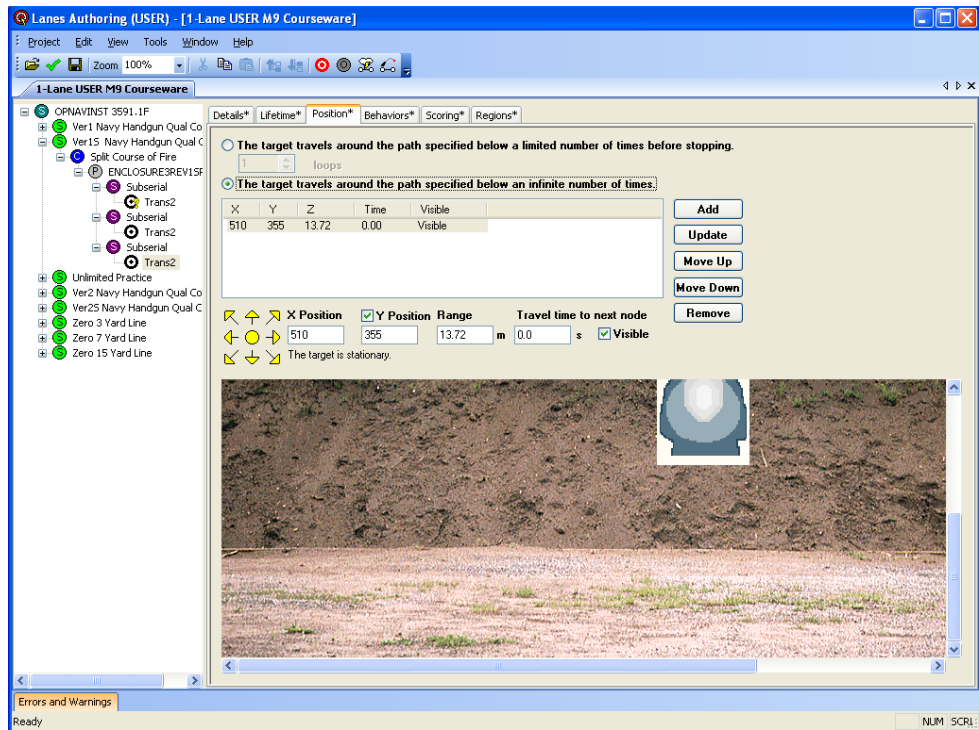 Lanes Authoring (USER) - [1-Lane USER M9 Courseware]
Project Edit View Tools Window Help
Zoom 100%
1-Lane USER M9 Courseware
OPNAVINST 3591.1F
Ver1 Navy Handgun Qual Co
Ver1S Navy Handgun Qual C
Split Course of Fire
ENCLOSURE3REV1SF
Subserial
Trans2
Subserial
Trans2
Subserial
Trans2
Unlimited Practice
Ver2 Navy Handgun Qual Co
Ver2S Navy Handgun Qual C
Zero 3 Yard Line
Zero 7 Yard Line
Zero 15 Yard Line
Details* Lifetime* Position* Behaviors* Scoring* Regions*
The target travels around the path specified below a limited number of times before stopping.
1 loops
The target travels around the path specified below an infinite number of times.
X Y Z Time Visible
510 355 13.72 0.00 Visible
Add
Update
Move Up
Move Down
Remove
X Position Y Position Range Travel time to next node
510 355 13.72 m 0.0 s Visible
The target is stationary.
Errors and Warnings
Ready NUM SCRL